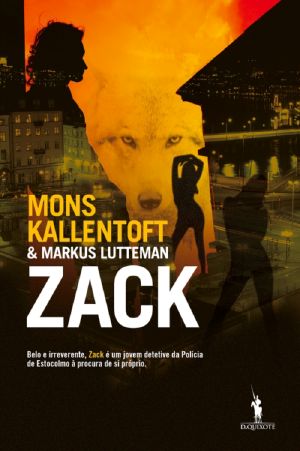 MONS
KALLENTOFT
& MARKUS LUTTEMAN
ZACK
Belo e irreverente, Zack é um jovem detetive da Polícia
de Estocolmo à procura de si próprio.
D.QUIXOTE